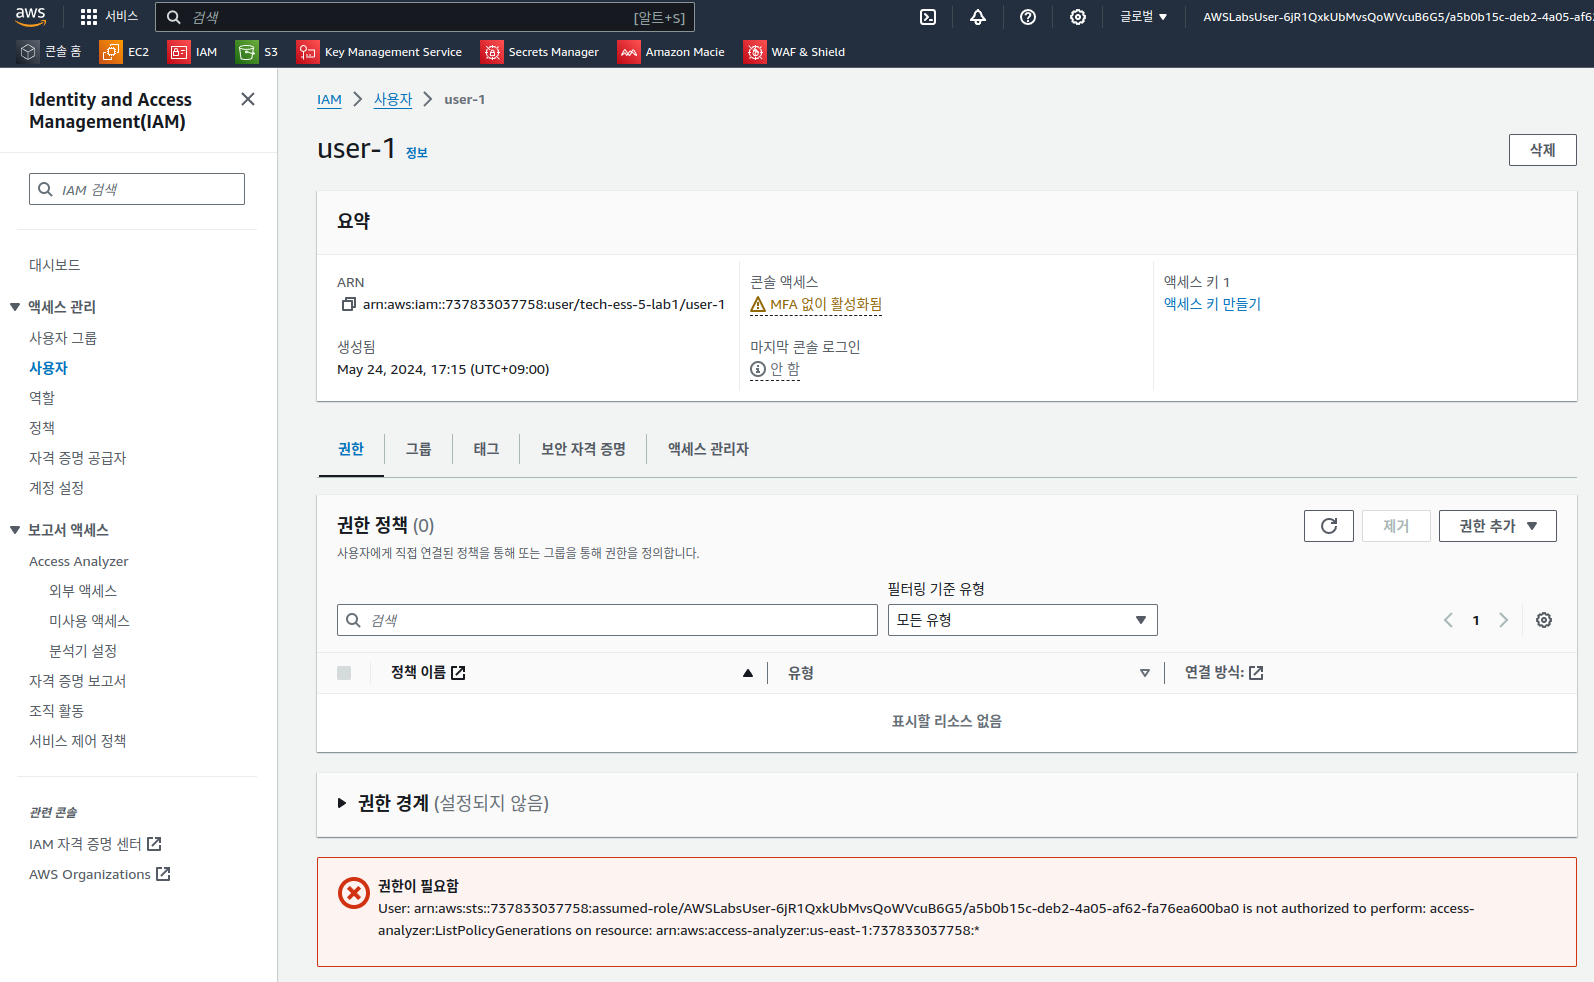 aws
서비스
검색
[알트+S]
글로벌
AWSLabsUser-6jR1QxkUbMvsQoWVcuB6G5/a5b0b15c-deb2-4a05-af6
콘솔 홈
EC2
IAM
S3
Key Management Service
Secrets Manager
Amazon Macie
WAF & Shield
Identity and Access
Management(IAM)
IAM 검색
대시보드
액세스 관리
사용자 그룹
사용자
역할
정책
자격 증명 공급자
계정 설정
보고서 액세스
Access Analyzer
외부 액세스
미사용 액세스
분석기 설정
자격 증명 보고서
조직 활동
서비스 제어 정책
관련 콘솔
IAM 자격 증명 센터
AWS Organizations
IAM
사용자
user-1
user-1 정보
삭제
요약
ARN
arn:aws:iam::737833037758:user/tech-ess-5-lab1/user-1
생성됨
May 24, 2024, 17:15 (UTC+09:00)
콘솔 액세스
MFA 없이 활성화됨
마지막 콘솔 로그인
안 함
액세스 키 1
액세스 키 만들기
권한
그룹
태그
보안 자격 증명
액세스 관리자
권한 정책 (0)
사용자에게 직접 연결된 정책을 통해 또는 그룹을 통해 권한을 정의합니다.
제거
권한 추가
필터링 기준 유형
검색
모든 유형
1
정책 이름
유형
연결 방식:
표시할 리소스 없음
권한 경계 (설정되지 않음)
권한이 필요함
User: arn:aws:sts::737833037758:assumed-role/AWSLabsUser-6jR1QxkUbMvsQoWVcuB6G5/a5b0b15c-deb2-4a05-af62-fa76ea600ba0 is not authorized to perform: access-
analyzer:ListPolicyGenerations on resource: arn:aws:access-analyzer:us-east-1:737833037758:*